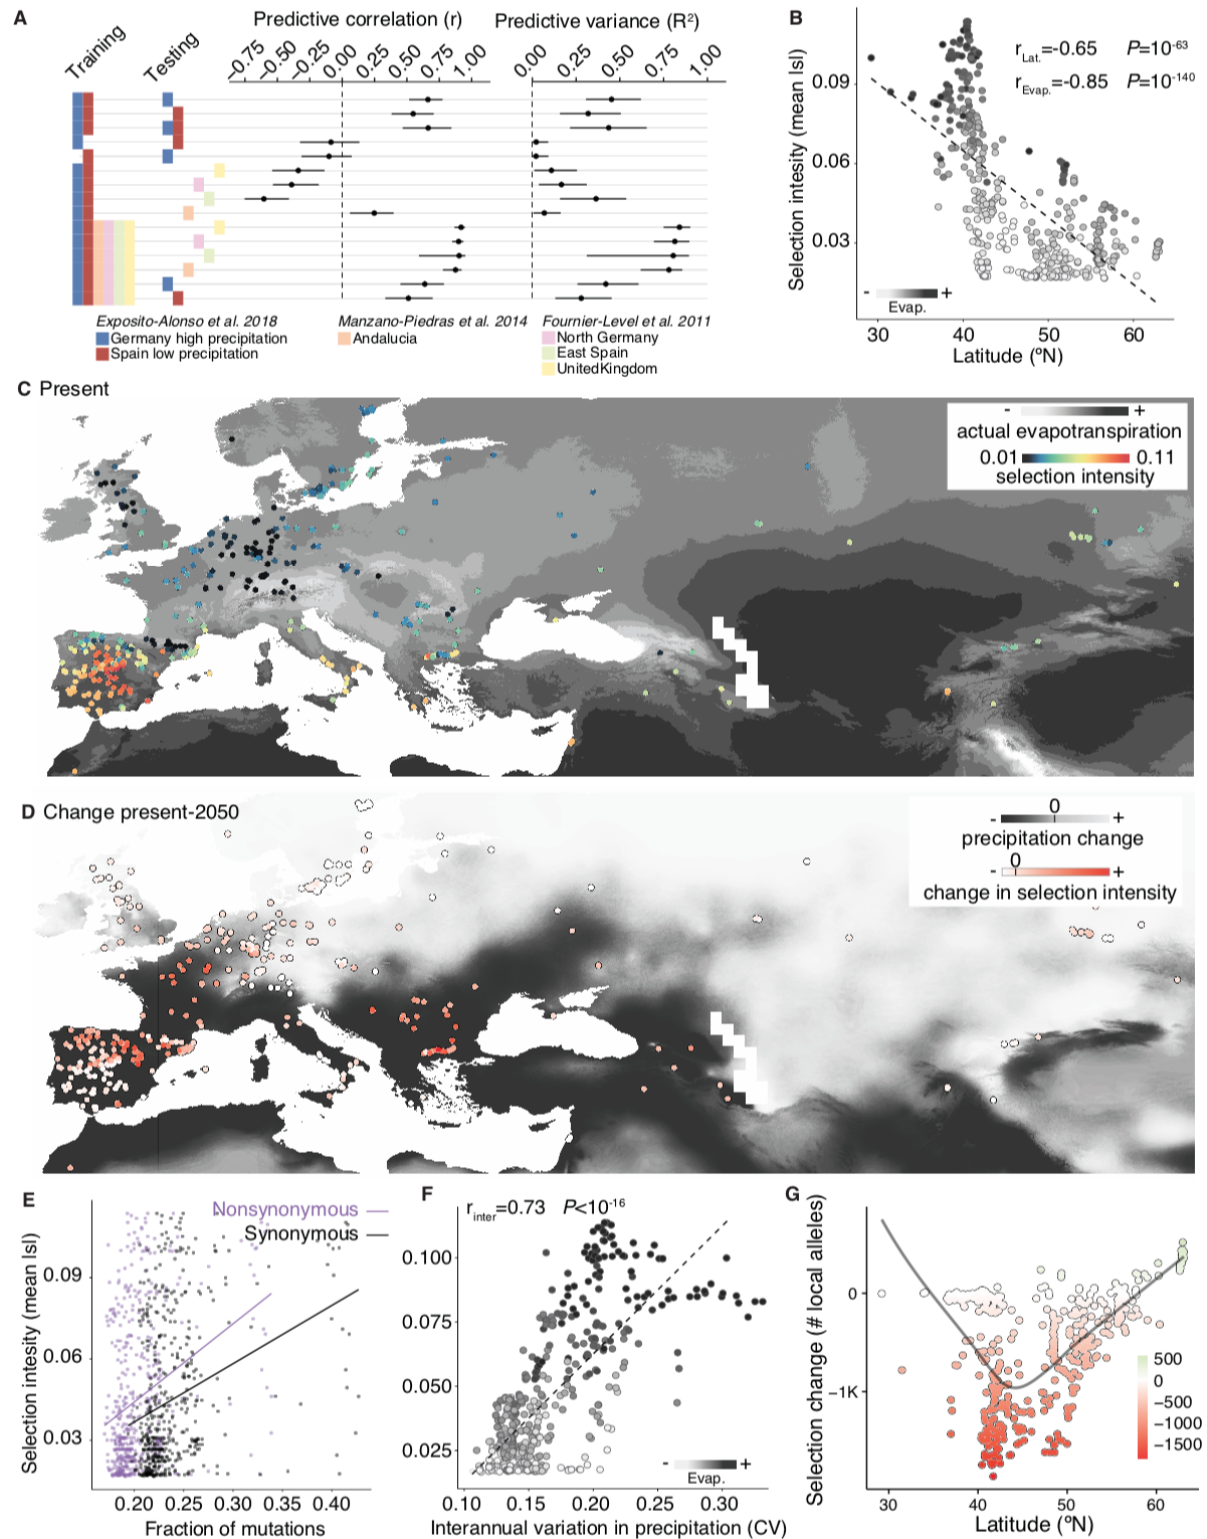 A
Training
Testing
Predictive correlation (r)
Predictive variance (R²)
−0.75
−0.50
−0.25
0.00
0.25
0.50
0.75
1.00
0.00
0.25
0.50
0.75
1.00
Exposito-Alonso et al. 2018
Germany high precipitation
Spain low precipitation
Manzano-Piedras et al. 2014
Andalucia
Fournier-Level et al. 2011
North Germany
East Spain
UnitedKingdom
B
Selection intesity (mean |s|)
0.09
0.06
0.03
rLat.=-0.65 P=10-63
rEvap.=-0.85 P=10-140
- +
Evap.
30 40 50 60
Latitude (ºN)
C Present
- +
actual evapotranspiration
0.01 0.11
selection intensity
D Change present-2050
0
- +
precipitation change
0
- +
change in selection intensity
E
Nonsynonymous
Synonymous
Selection intesity (mean |s|)
0.09
0.06
0.03
0.20 0.25 0.30 0.35 0.40
Fraction of mutations
F
rinter=0.73 P<10-16
0.100
0.075
0.050
0.025
- +
Evap.
0.10 0.15 0.20 0.25 0.30
Interannual variation in precipitation (CV)
G
Selection change (# local alleles)
0
−1K
500
0
−500
−1000
−1500
30 40 50 60
Latitude (ºN)